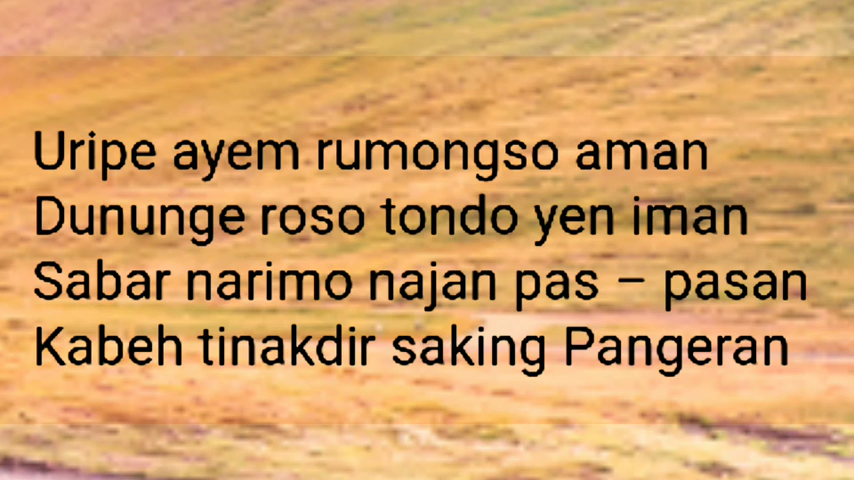 Uripe ayem rumongso aman
Dununge roso tondo yen iman
Sabar narimo najan pas – pasan
Kabeh tinakdir saking Pangeran